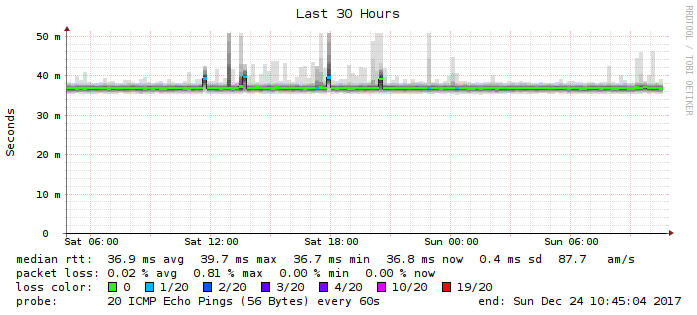 Last 30 Hours
RRDTOOL / TOBI OETIKER
Seconds
50 m
40 m
30 m
20 m
10 m
0
Sat 06:00 Sat 12:00 Sat 18:00 Sun 00:00 Sun 06:00
median rtt: 36.9 ms avg 39.7 ms max 36.7 ms min 36.8 ms now 0.4 ms sd 87.7 am/s
packet loss: 0.02 % avg 0.81 % max 0.00 % min 0.00 % now
loss color: 0 1/20 2/20 3/20 4/20 10/20 19/20
probe: 20 ICMP Echo Pings (56 Bytes) every 60s end: Sun Dec 24 10:45:04 2017